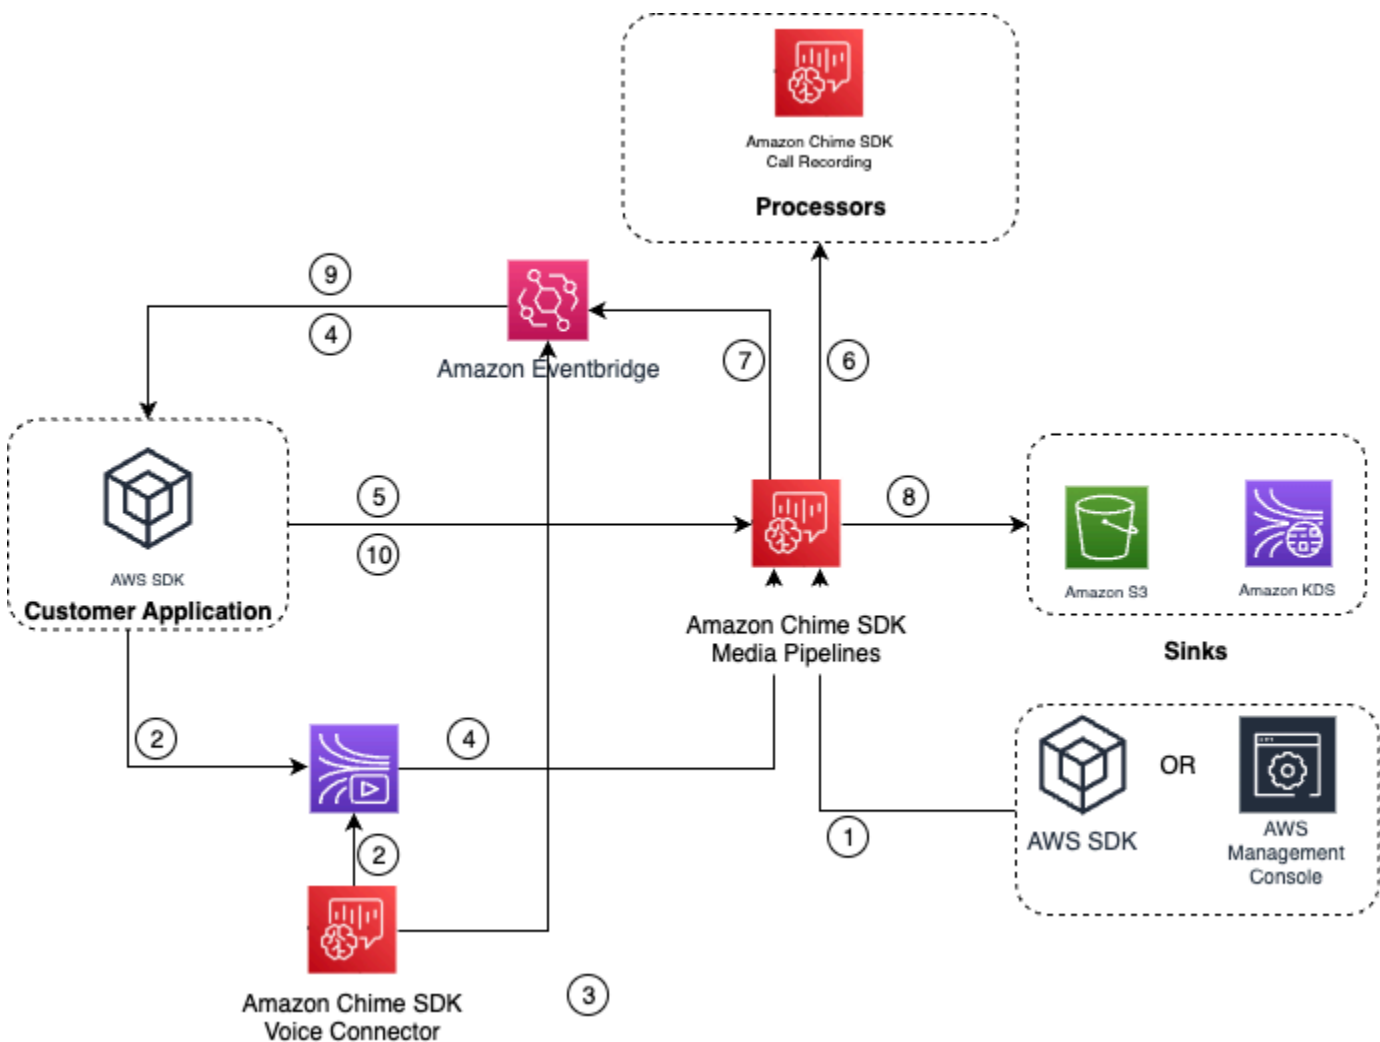 Amazon Chime SDK
Call Recording
Processors
9
4
Amazon Eventbridge
7
6
5
10
8
AWS SDK
Customer Application
Amazon S3
Amazon KDS
Sinks
Amazon Chime SDK
Media Pipelines
2
4
2
1
AWS SDK
OR
AWS
Management
Console
Amazon Chime SDK
Voice Connector
3